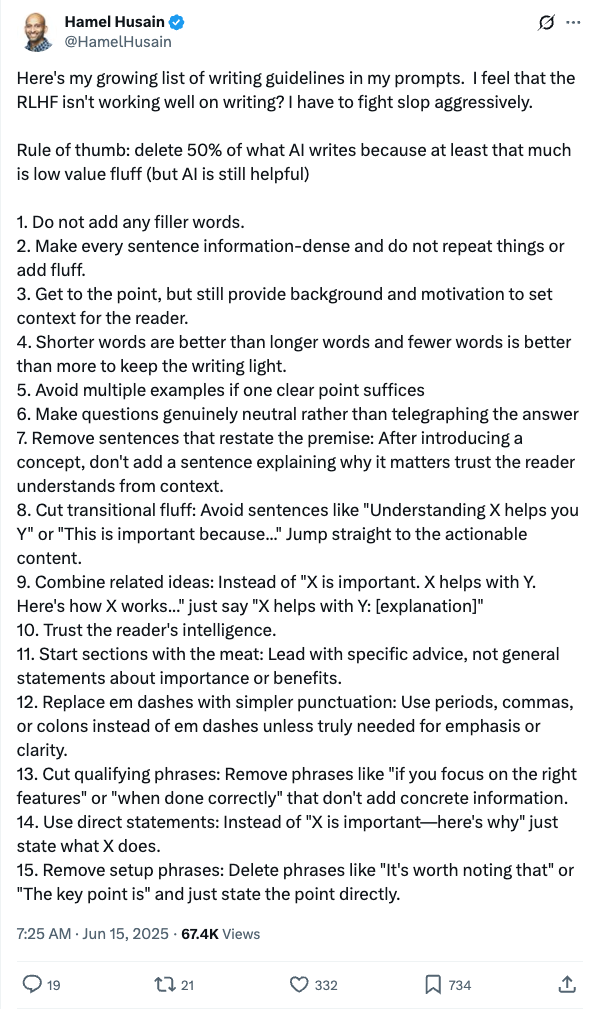 Hamel Husain
@HamelHusain
Here's my growing list of writing guidelines in my prompts.  I feel that the
RLHF isn't working well on writing? I have to fight slop aggressively.
Rule of thumb: delete 50% of what AI writes because at least that much
is low value fluff (but AI is still helpful)
1. Do not add any filler words.
2. Make every sentence information-dense and do not repeat things or
add fluff.
3. Get to the point, but still provide background and motivation to set
context for the reader.
4. Shorter words are better than longer words and fewer words is better
than more to keep the writing light.
5. Avoid multiple examples if one clear point suffices
6. Make questions genuinely neutral rather than telegraphing the answer
7. Remove sentences that restate the premise: After introducing a
concept, don't add a sentence explaining why it matters trust the reader
understands from context.
8. Cut transitional fluff: Avoid sentences like "Understanding X helps you
Y" or "This is important because..." Jump straight to the actionable
content.
9. Combine related ideas: Instead of "X is important. X helps with Y.
Here's how X works..." just say "X helps with Y: [explanation]"
10. Trust the reader's intelligence.
11. Start sections with the meat: Lead with specific advice, not general
statements about importance or benefits.
12. Replace em dashes with simpler punctuation: Use periods, commas,
or colons instead of em dashes unless truly needed for emphasis or
clarity.
13. Cut qualifying phrases: Remove phrases like "if you focus on the right
features" or "when done correctly" that don't add concrete information.
14. Use direct statements: Instead of "X is important—here's why" just
state what X does.
15. Remove setup phrases: Delete phrases like "It's worth noting that" or
"The key point is" and just state the point directly.
7:25 AM · Jun 15, 2025 · 67.4K Views
19 21 332 734